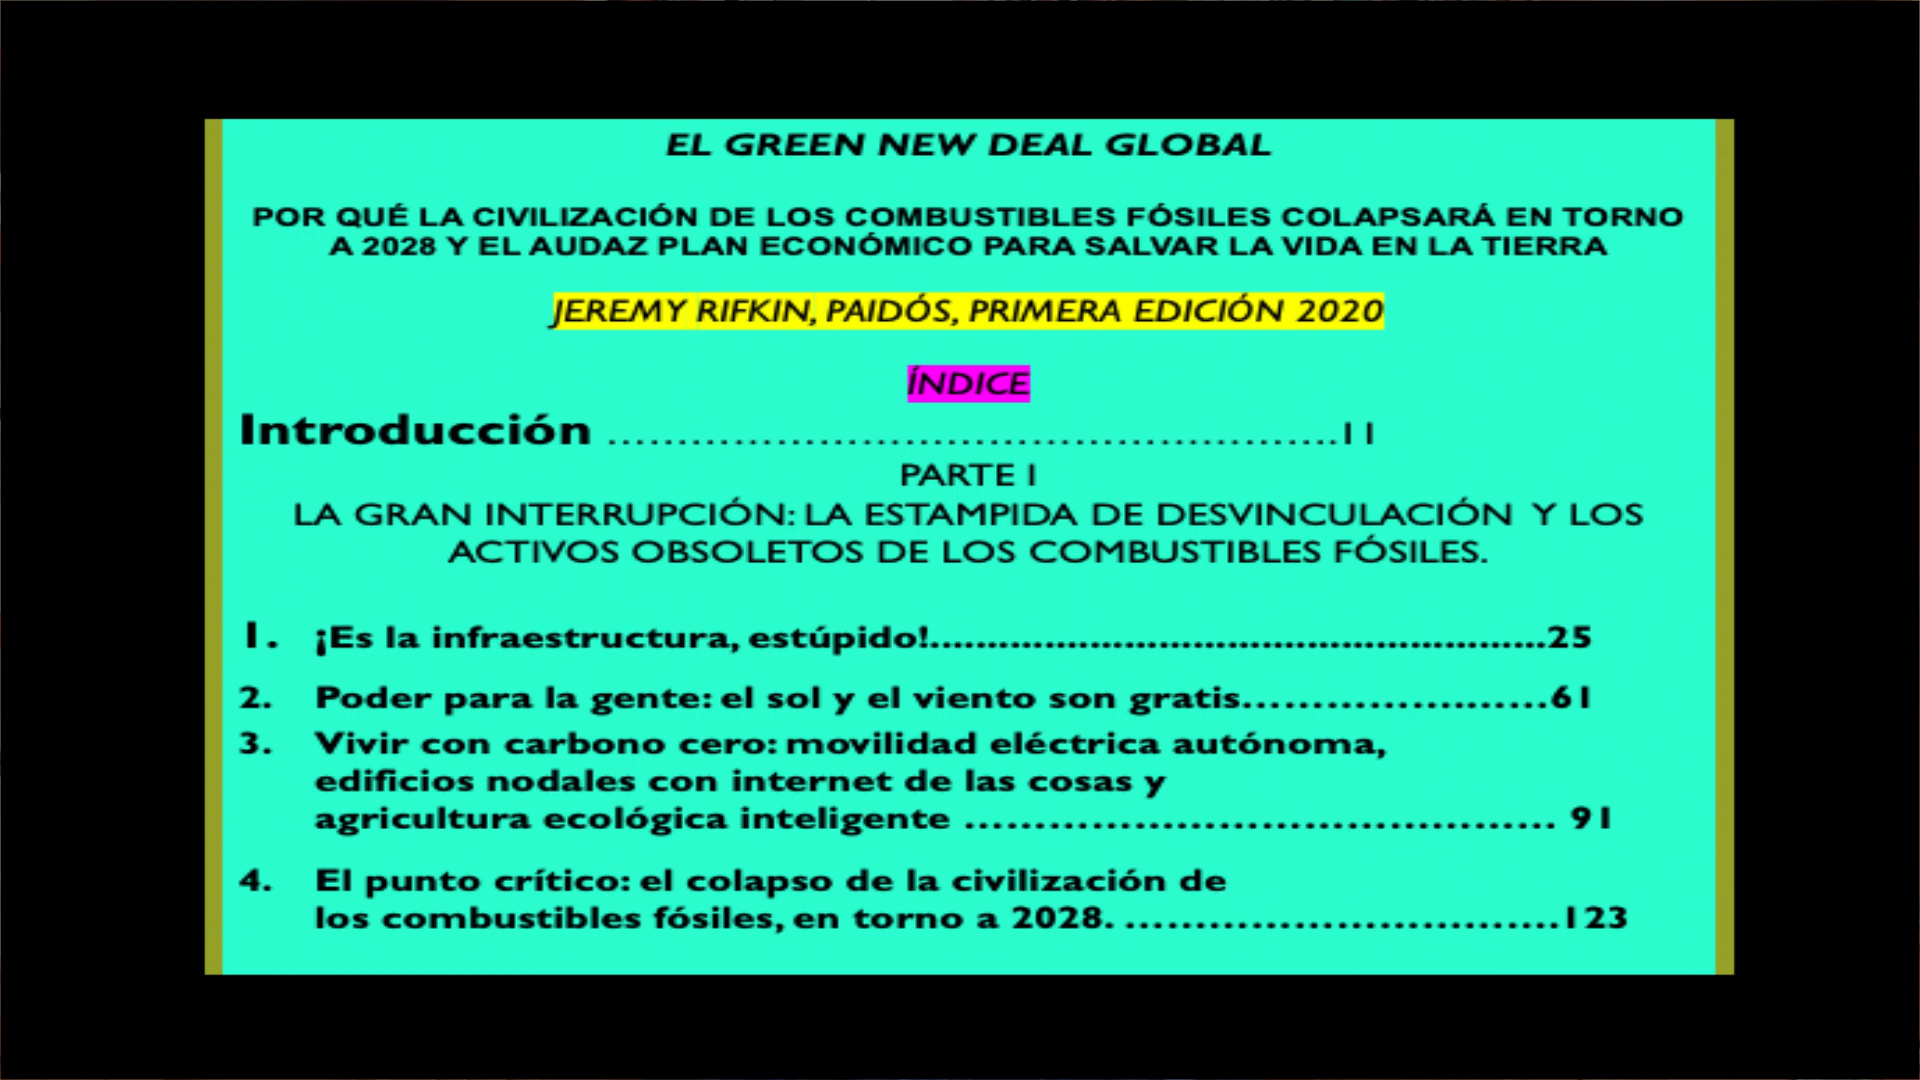 EL GREEN NEW DEAL GLOBAL
POR QUÉ LA CIVILIZACIÓN DE LOS COMBUSTIBLES FÓSILES COLAPSARÁ EN TORNO
A 2028 Y EL AUDAZ PLAN ECONÓMICO PARA SALVAR LA VIDA EN LA TIERRA
JEREMY RIFKIN, PAIDÓS, PRIMERA EDICIÓN 2020
ÍNDICE
Introducción ……………………………………………….11
PARTE I
LA GRAN INTERRUPCIÓN: LA ESTAMPIDA DE DESVINCULACIÓN Y LOS
ACTIVOS OBSOLETOS DE LOS COMBUSTIBLES FÓSILES.
1. ¡Es la infraestructura, estúpido!......................................................25
2. Poder para la gente: el sol y el viento son gratis……………..……61
3. Vivir con carbono cero: movilidad eléctrica autónoma,
edificios nodales con internet de las cosas y
agricultura ecológica inteligente …………………………………… 91
4. El punto crítico: el colapso de la civilización de
los combustibles fósiles, en torno a 2028. ………………………….123